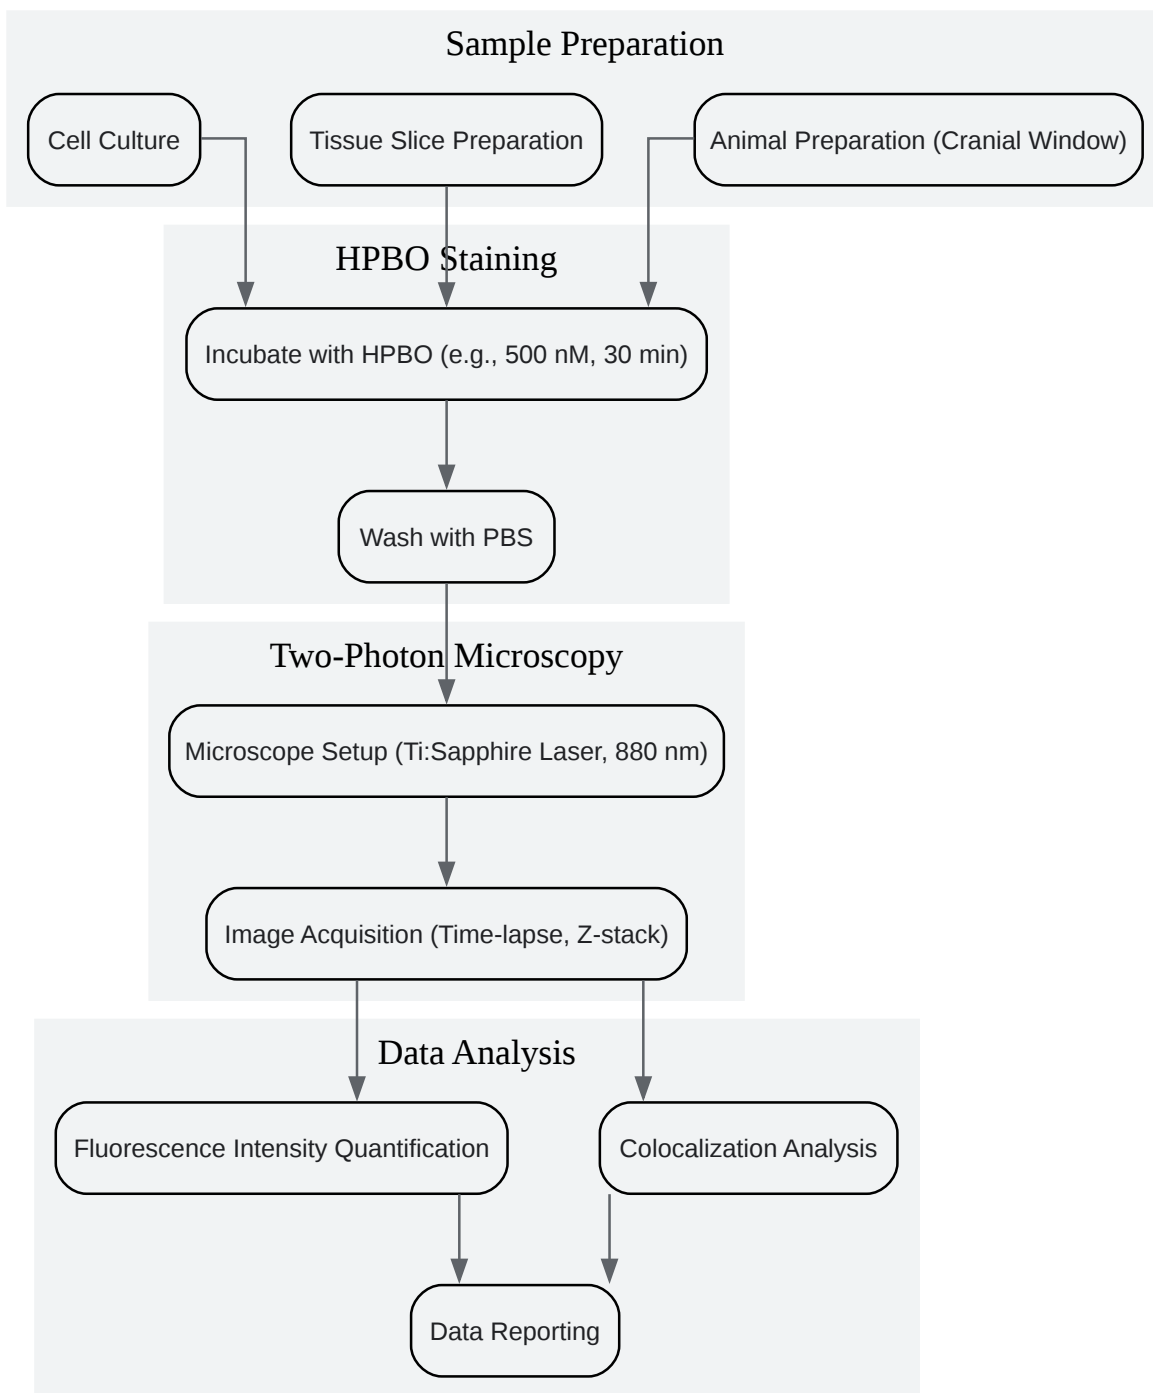 Sample Preparation
Cell Culture
Tissue Slice Preparation
Animal Preparation (Cranial Window)
HPBO Staining
Incubate with HPBO (e.g., 500 nM, 30 min)
Wash with PBS
Two-Photon Microscopy
Microscope Setup (Ti:Sapphire Laser, 880 nm)
Image Acquisition (Time-lapse, Z-stack)
Data Analysis
Fluorescence Intensity Quantification
Colocalization Analysis
Data Reporting